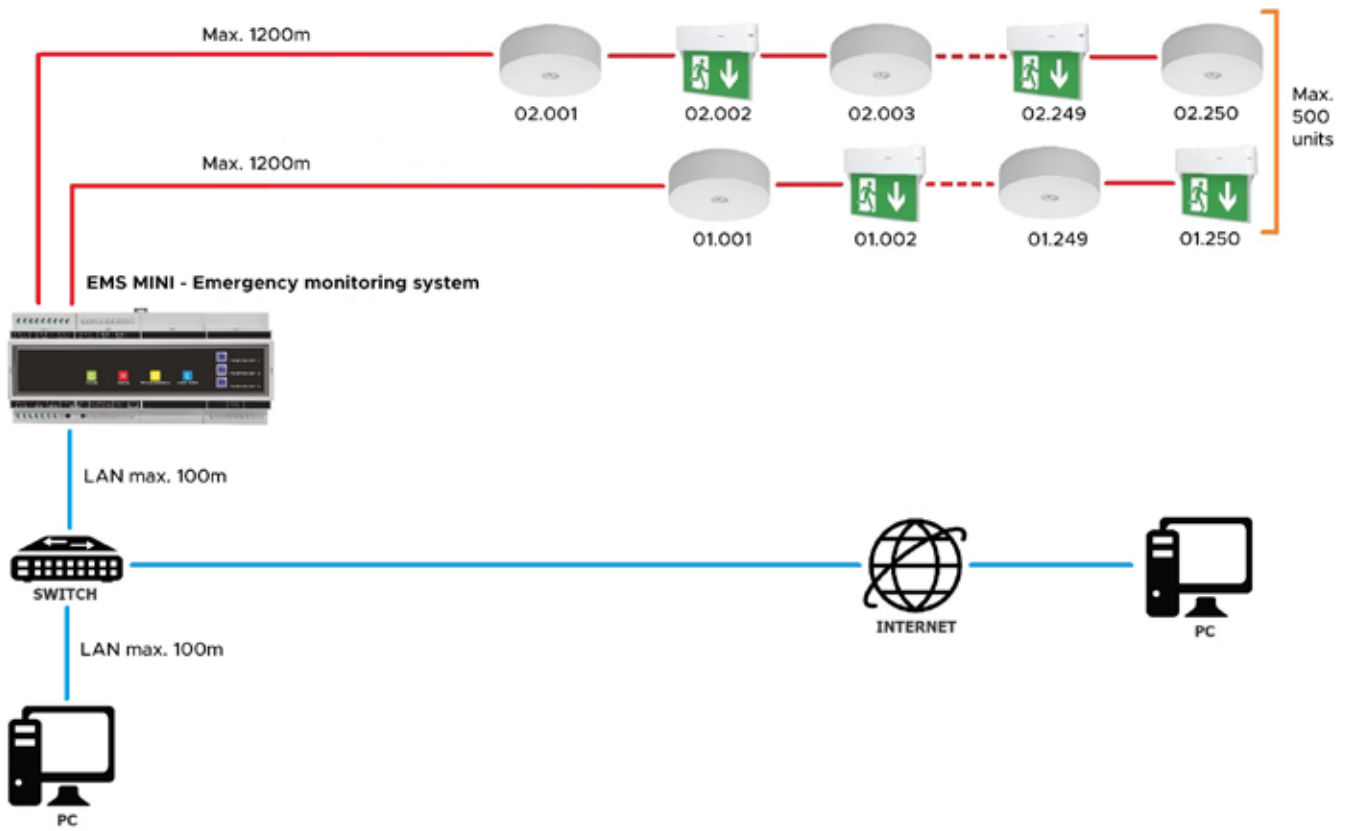 Max. 1200m
02.001
02.002
02.003
02.249
02.250
Max.
500
units
Max. 1200m
01.001
01.002
01.249
01.250
EMS MINI - Emergency monitoring system
LAN max. 100m
SWITCH
INTERNET
PC
LAN max. 100m
PC